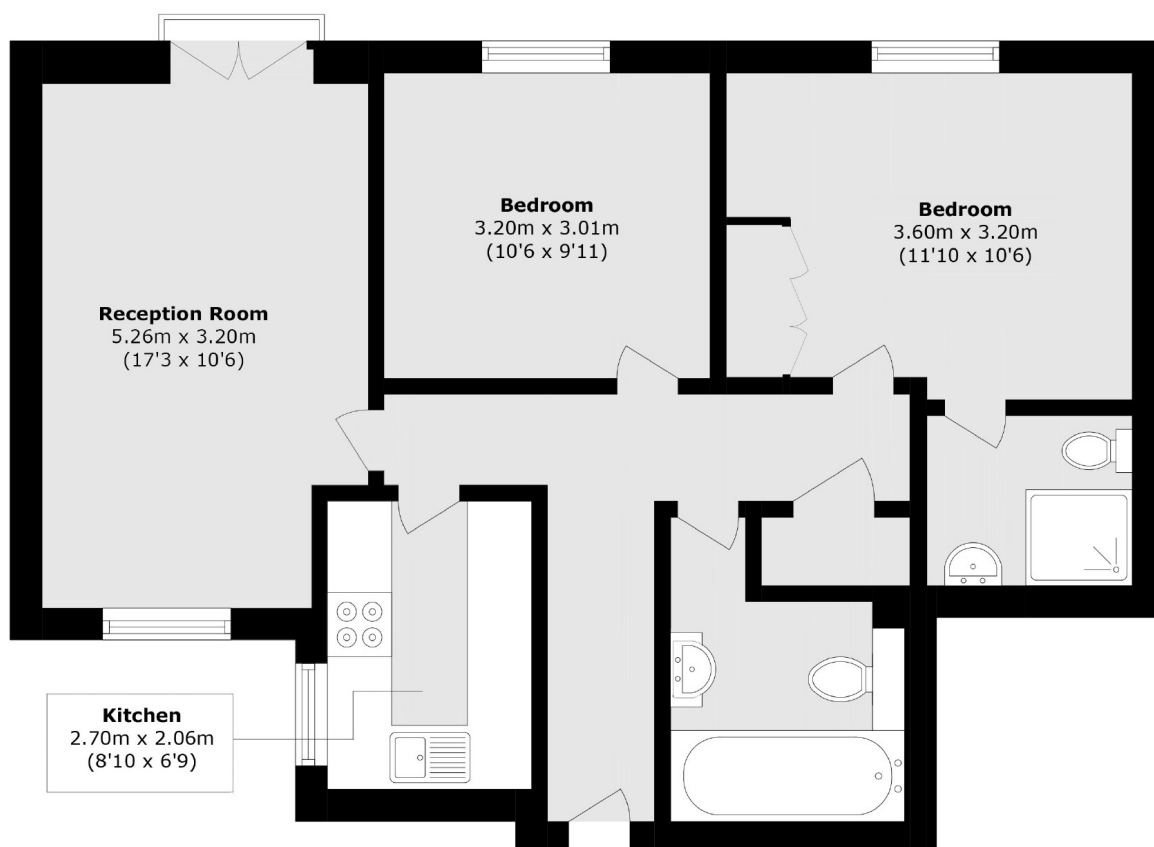 Bedroom
3.20m x 3.01m
(10'6 x 9'11)
Bedroom
3.60m x 3.20m
(11'10 x 10'6)
Reception Room
5.26m x 3.20m
(17'3 x 10'6)
Kitchen
2.70m x 2.06m
(8'10 x 6'9)